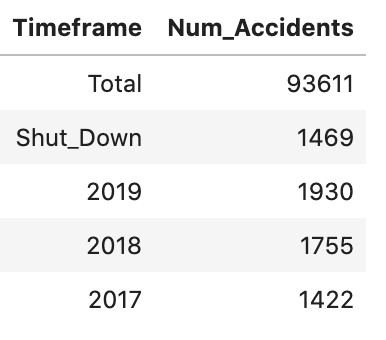 Timeframe Num_Accidents
Total 93611
Shut_Down 1469
2019 1930
2018 1755
2017 1422